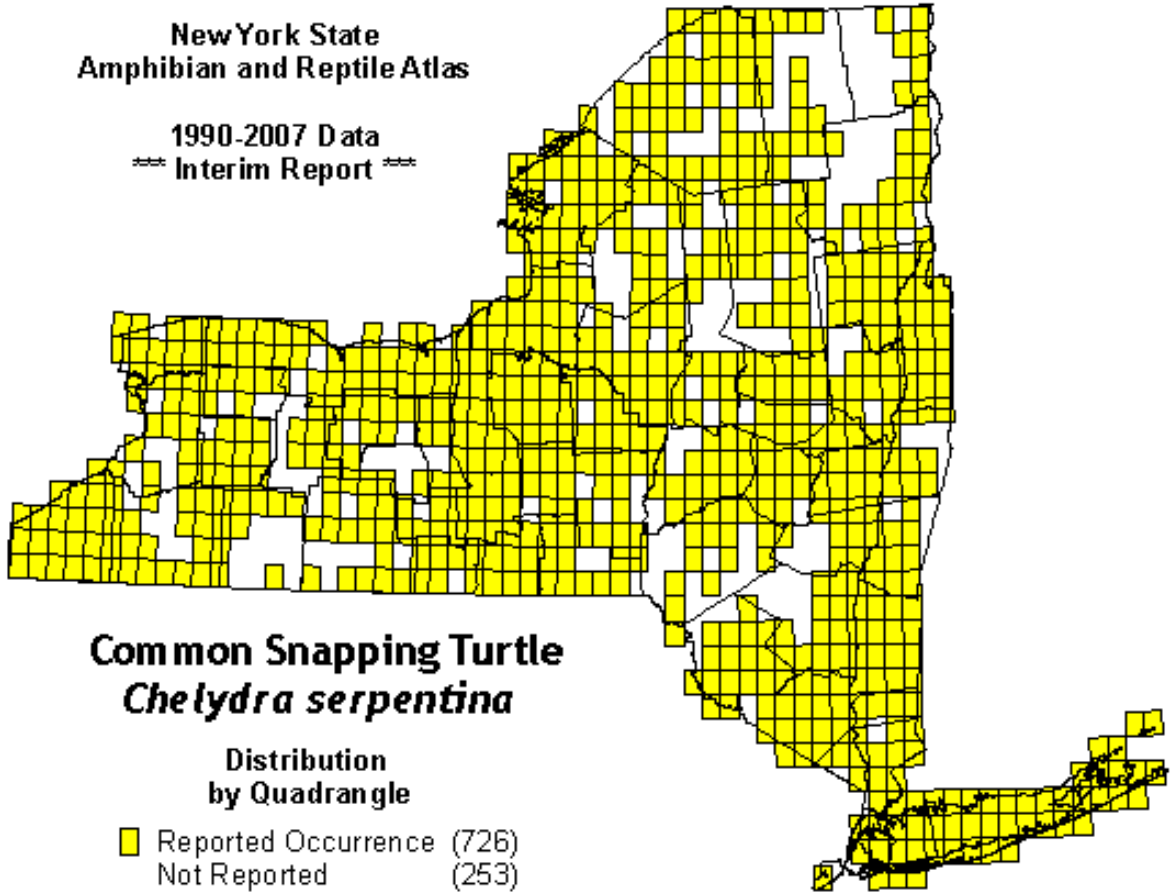 New York State
Amphibian and Reptile Atlas
1990-2007 Data
*** Interim Report ***
Common Snapping Turtle
Chelydra serpentina
Distribution
by Quadrangle
Reported Occurrence (726)
Not Reported (253)